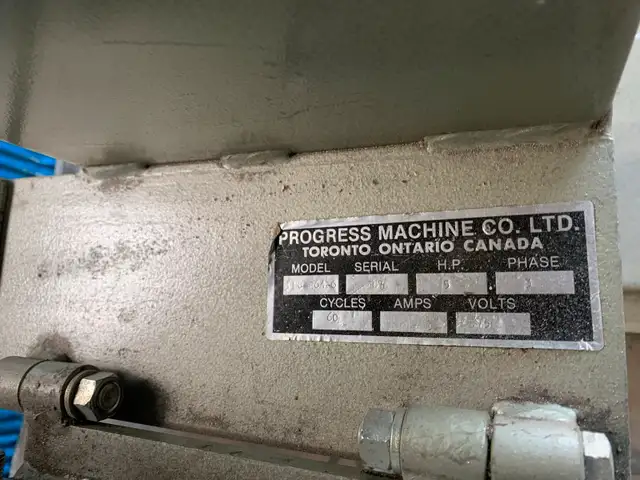 PROGRESS MACHINE CO. LTD.
TORONTO ONTARIO CANADA
MODEL SERIAL H.P. PHASE
CYCLES AMPS VOLTS
60